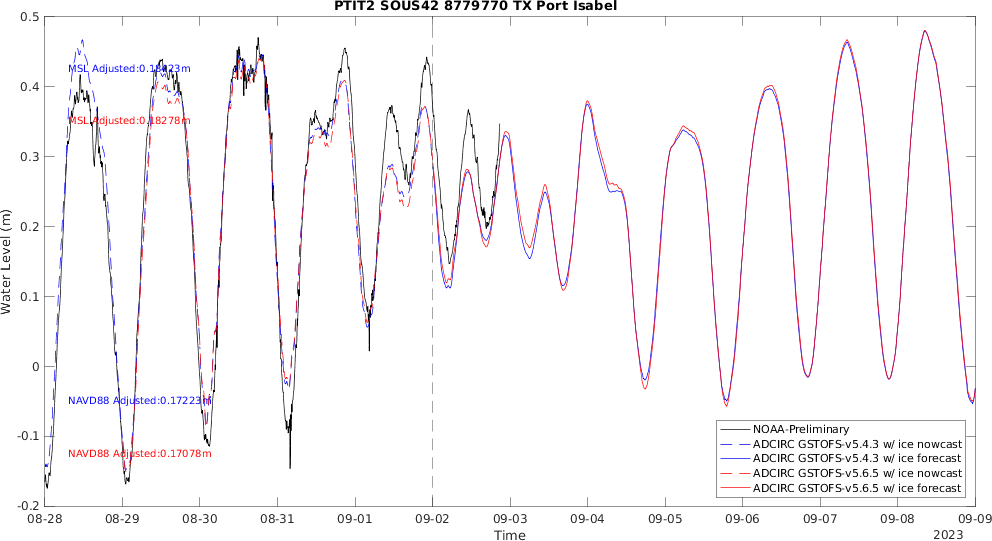 PTIT2 SOUS42 8779770 TX Port Isabel
Water Level (m)
0.5
0.4
0.3
0.2
0.1
0
-0.1
-0.2
MSL Adjusted:0.18423m
MSL Adjusted:0.18278m
NAVD88 Adjusted:0.17223m
NAVD88 Adjusted:0.17078m
NOAA-Preliminary
ADCIRC GSTOFS-v5.4.3 w/ ice nowcast
ADCIRC GSTOFS-v5.4.3 w/ ice forecast
ADCIRC GSTOFS-v5.6.5 w/ ice nowcast
ADCIRC GSTOFS-v5.6.5 w/ ice forecast
08-28 08-29 08-30 08-31 09-01 09-02 09-03 09-04 09-05 09-06 09-07 09-08 09-09
Time
2023